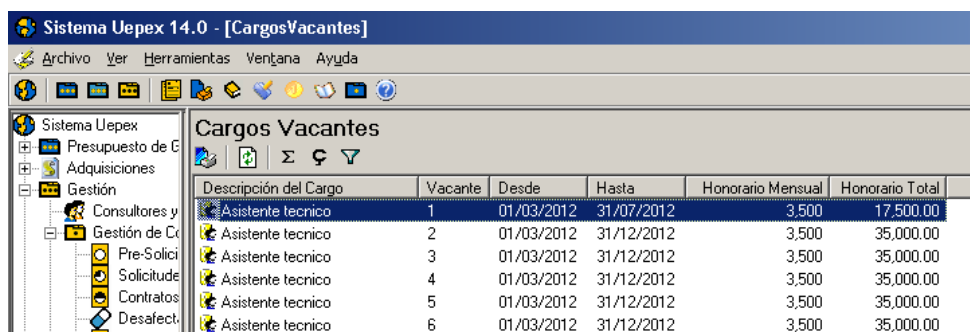 Sistema Uepex 14.0 - [CargosVacantes]
Archivo Ver Herramientas Ventana Ayuda
Sistema Uepex
Presupuesto de G
Adquisiciones
Gestión
Consultores y
Gestión de Co
Pre-Solici
Solicitude
Contratos
Desafect
Cargos Vacantes
Σ Ç
Descripción del Cargo Vacante Desde Hasta Honorario Mensual Honorario Total
Asistente tecnico 1 01/03/2012 31/07/2012 3,500 17,500.00
Asistente tecnico 2 01/03/2012 31/12/2012 3,500 35,000.00
Asistente tecnico 3 01/03/2012 31/12/2012 3,500 35,000.00
Asistente tecnico 4 01/03/2012 31/12/2012 3,500 35,000.00
Asistente tecnico 5 01/03/2012 31/12/2012 3,500 35,000.00
Asistente tecnico 6 01/03/2012 31/12/2012 3,500 35,000.00